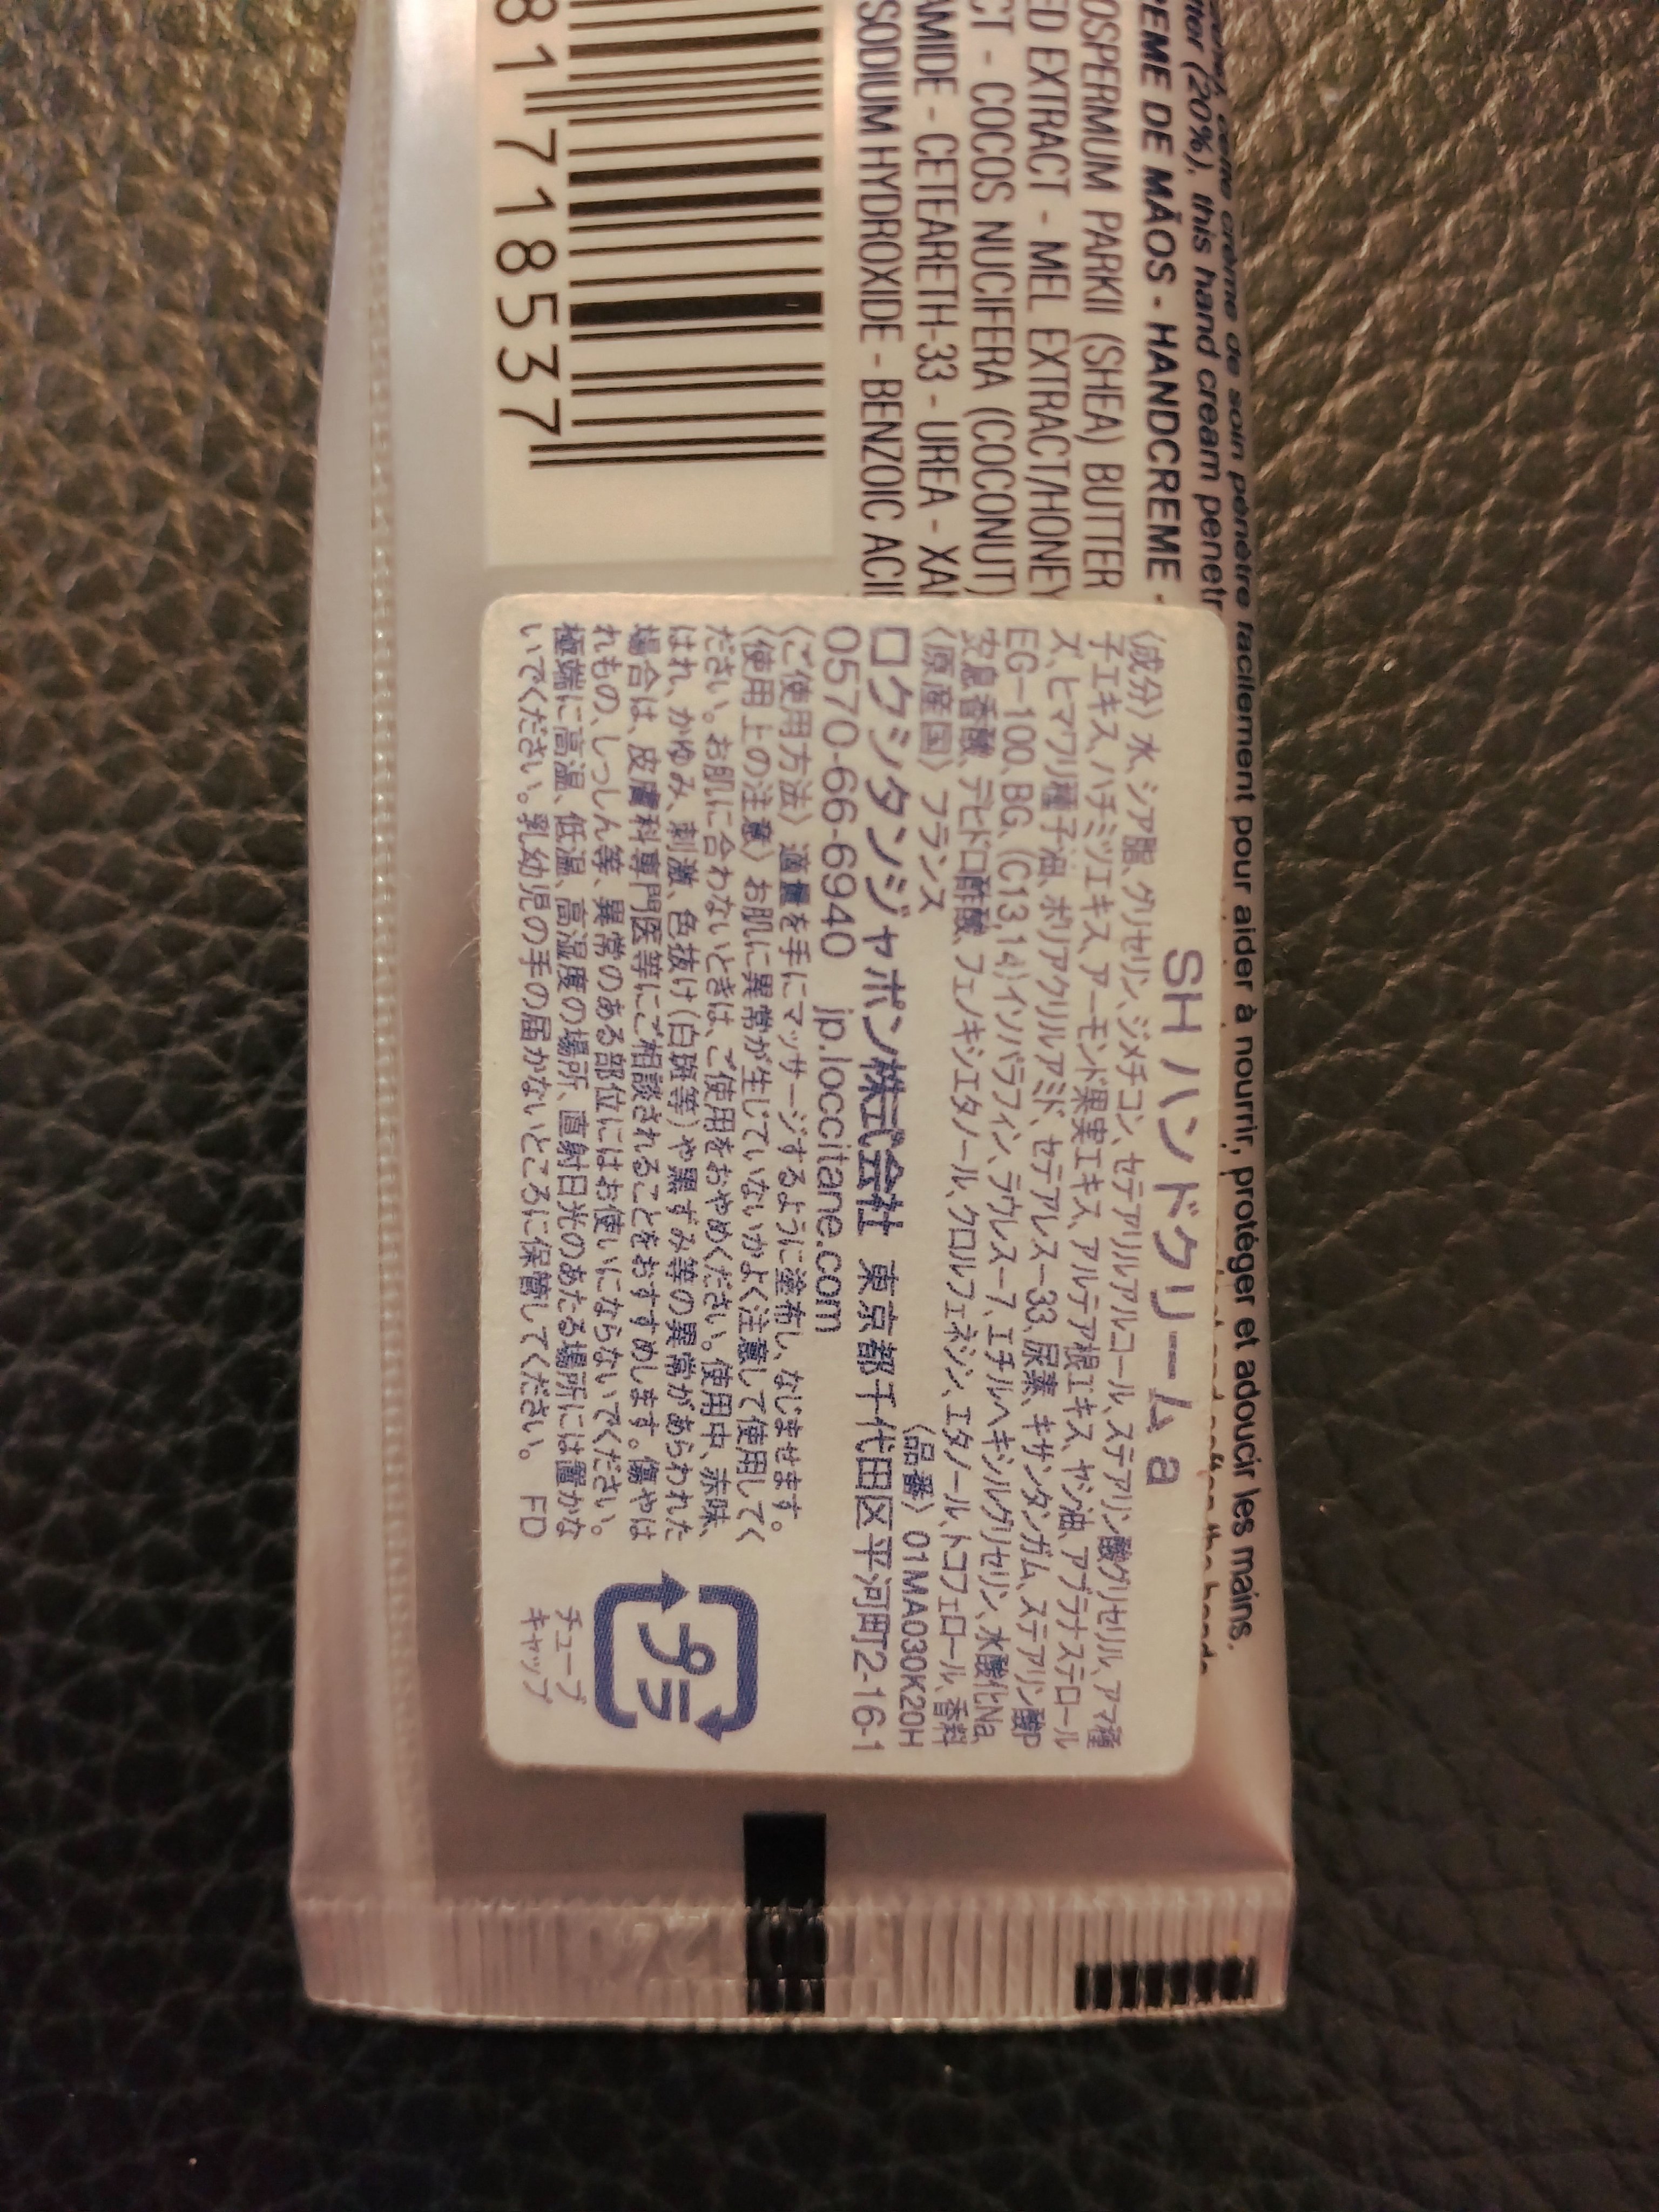 cette crème de soin pénètre facilement pour aider à nourrir, protéger et adoucir les mains.
(20%), this hand cream penetr
DE MÃOS - HANDCREME -
PARKII (SHEA) BUTTER
EXTRACT - MEL EXTRACT/HONEY
- COCOS NUCIFERA (COCONUT)
- CETEARETH-33 - UREA - XA
SODIUM HYDROXIDE - BENZOIC ACI
81718537
SH ハンドクリーム a
〈成分〉水、シア脂、グリセリン、ジメチコン、セテアリルアルコール、ステアリン酸グリセリル、アマ種
子エキス、ハチミツエキス、アーモンド果実エキス、アルテア根エキス、ヤシ油、アブラナステロール
ズ、ヒマワリ種子油、ポリアクリルアミド、セテアレス－33、尿素、キサンタンガム、ステアリン酸P
EG－100、BG、(C13,14)イソパラフィン、ラウレス－7、エチルヘキシルグリセリン、水酸化Na、
安息香酸、デヒドロ酢酸、フェノキシエタノール、クロルフェネシン、エタノール、トコフェロール、香料
〈原産国〉フランス 〈品番〉01MA030K20H
ロクシタンジャポン株式会社 東京都千代田区平河町2-16-1
0570-66-6940 jp.loccitane.com
〈ご使用方法〉適量を手にマッサージするように塗布し、なじませます。
〈使用上の注意〉お肌に異常が生じていないかよく注意して使用してく
ださい。お肌に合わないときは、ご使用をおやめください。使用中、赤味、
はれ、かゆみ、刺激、色抜け(白斑等)や黒ずみ等の異常があらわれた
場合は、皮膚科専門医等にご相談されることをおすすめします。傷やは
れもの、しっしん等、異常のある部位にはお使いにならないでください。
極端に高温、低温、高湿度の場所、直射日光のあたる場所には置かな
いでください。乳幼児の手の届かないところに保管してください。 FD
プラ
チューブ
キャップ